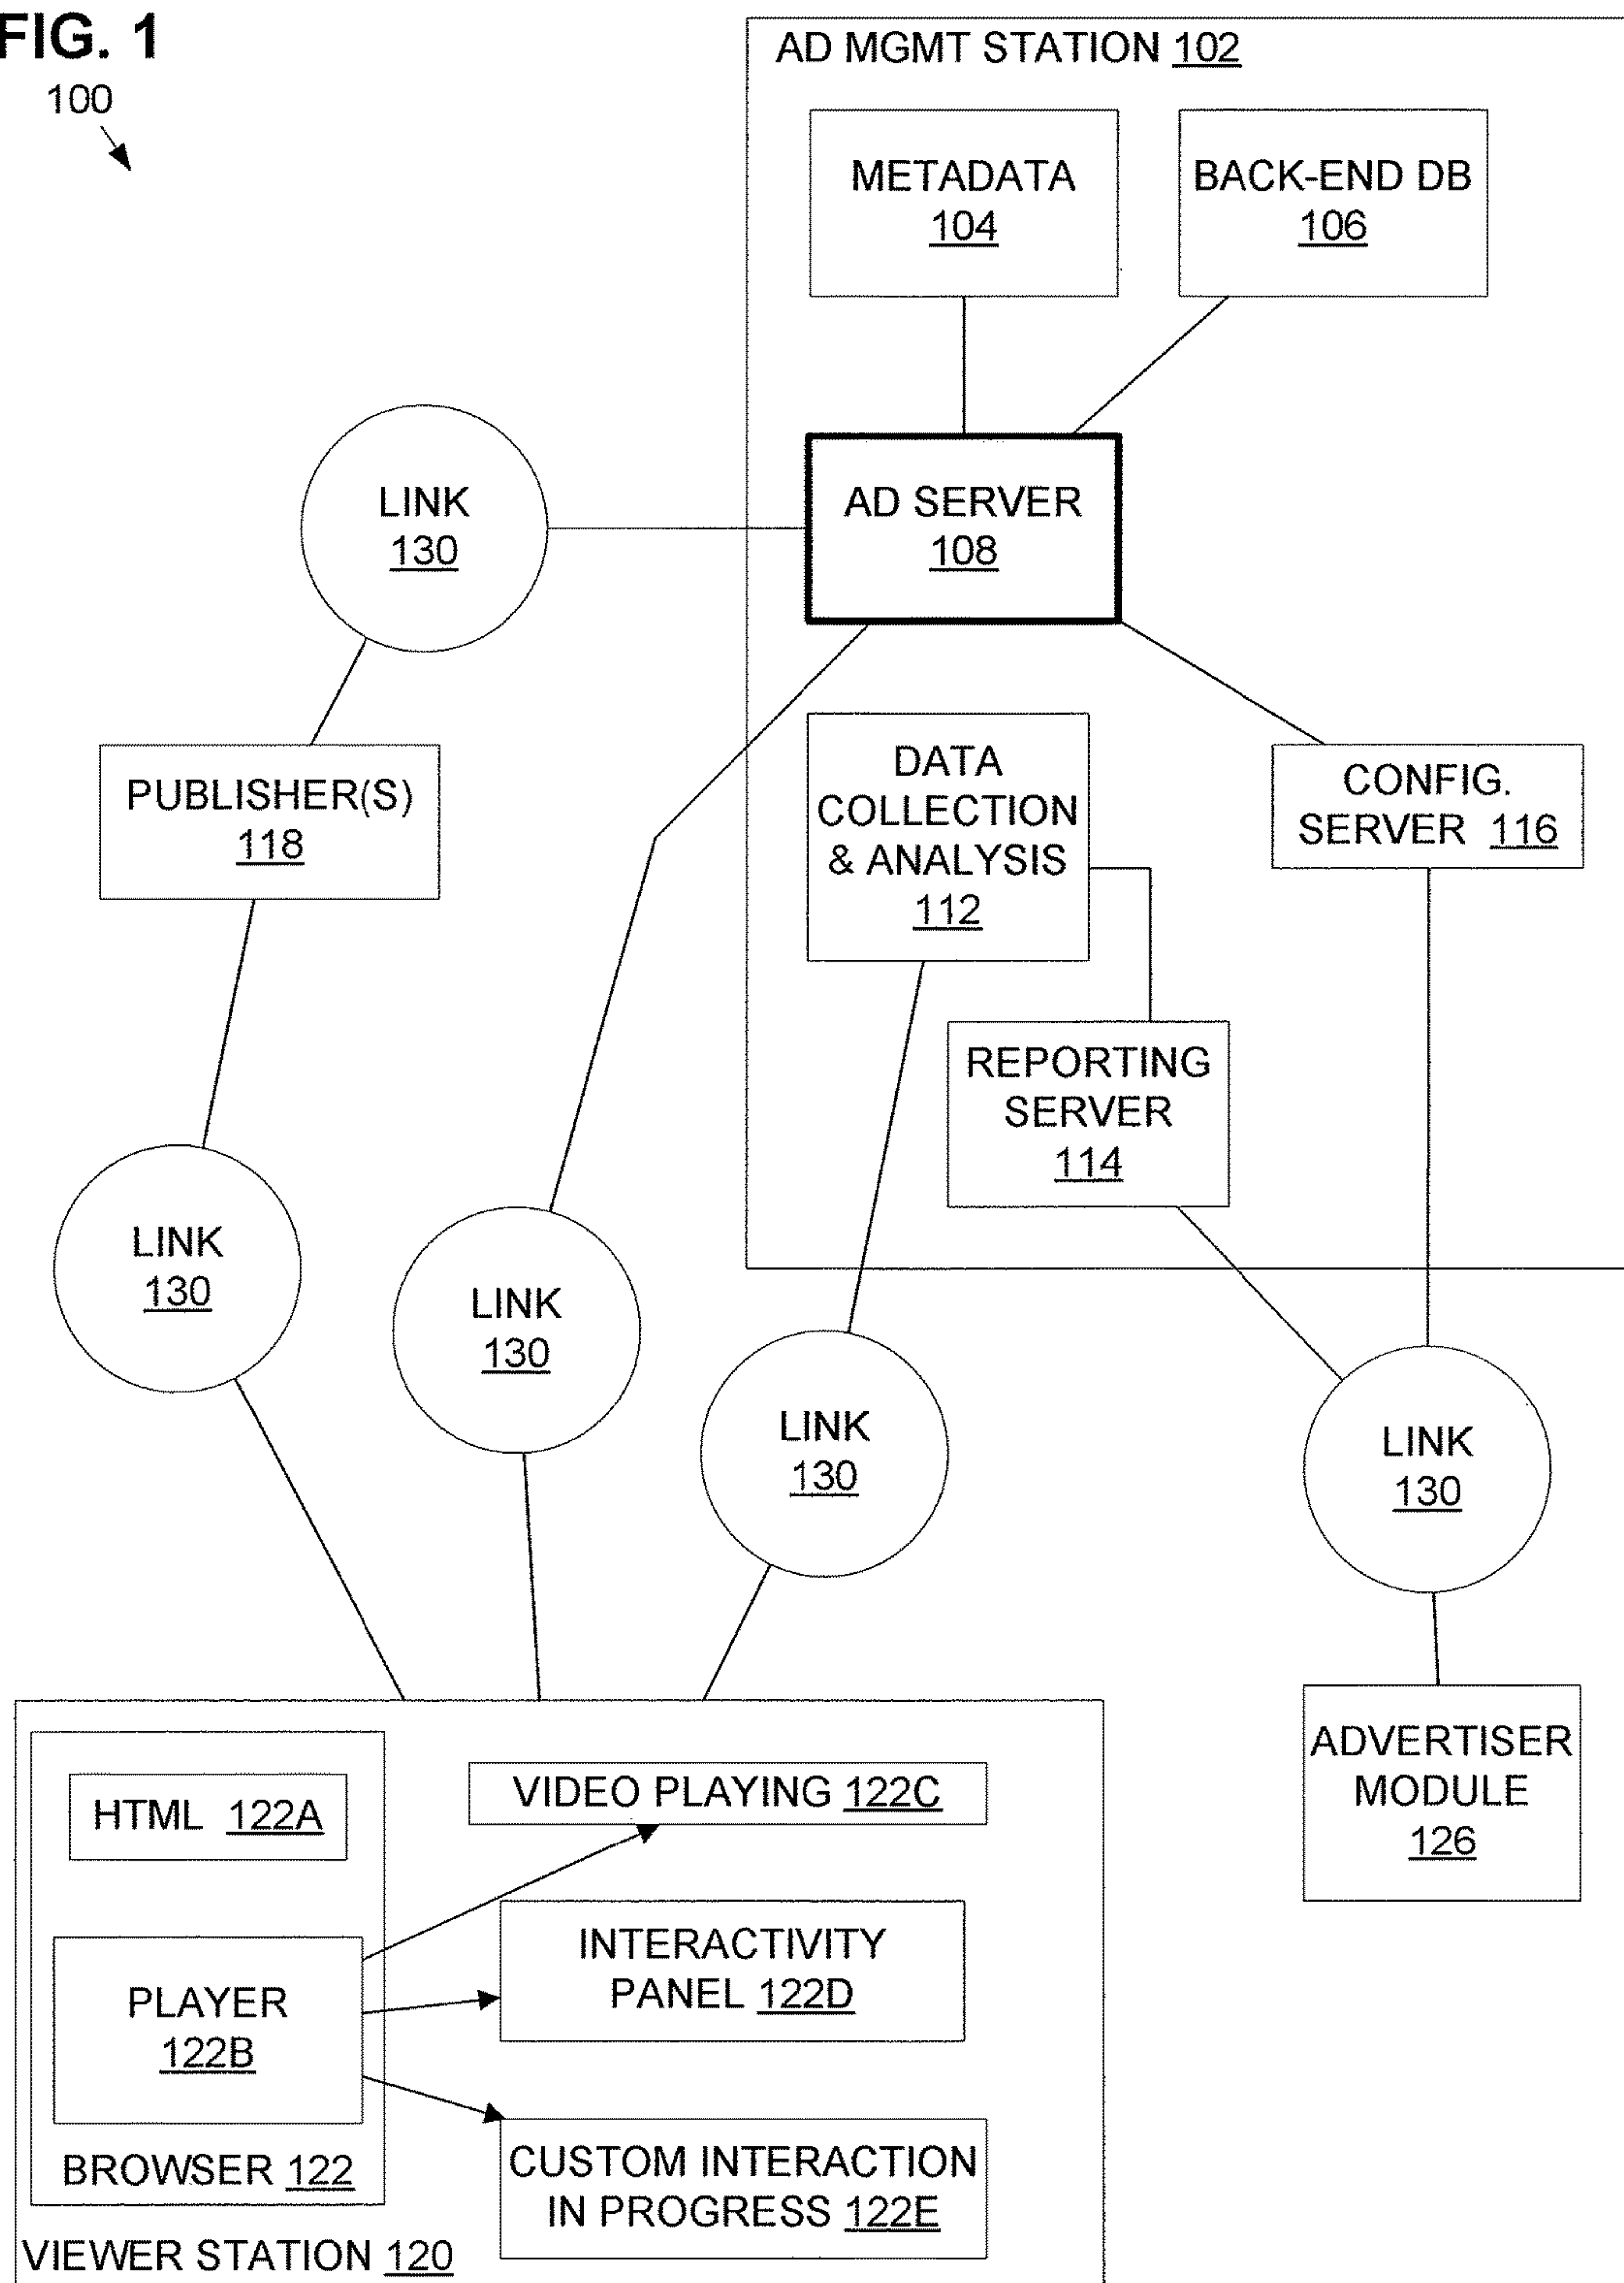 FIG. 1
100
AD MGMT STATION 102
METADATA
104
BACK-END DB
106
LINK
130
AD SERVER
108
PUBLISHER(S)
118
DATA
COLLECTION
& ANALYSIS
112
CONFIG.
SERVER 116
REPORTING
SERVER
114
LINK
130
LINK
130
LINK
130
LINK
130
HTML 122A
VIDEO PLAYING 122C
ADVERTISER
MODULE
126
PLAYER
122B
INTERACTIVITY
PANEL 122D
BROWSER 122
CUSTOM INTERACTION
IN PROGRESS 122E
VIEWER STATION 120